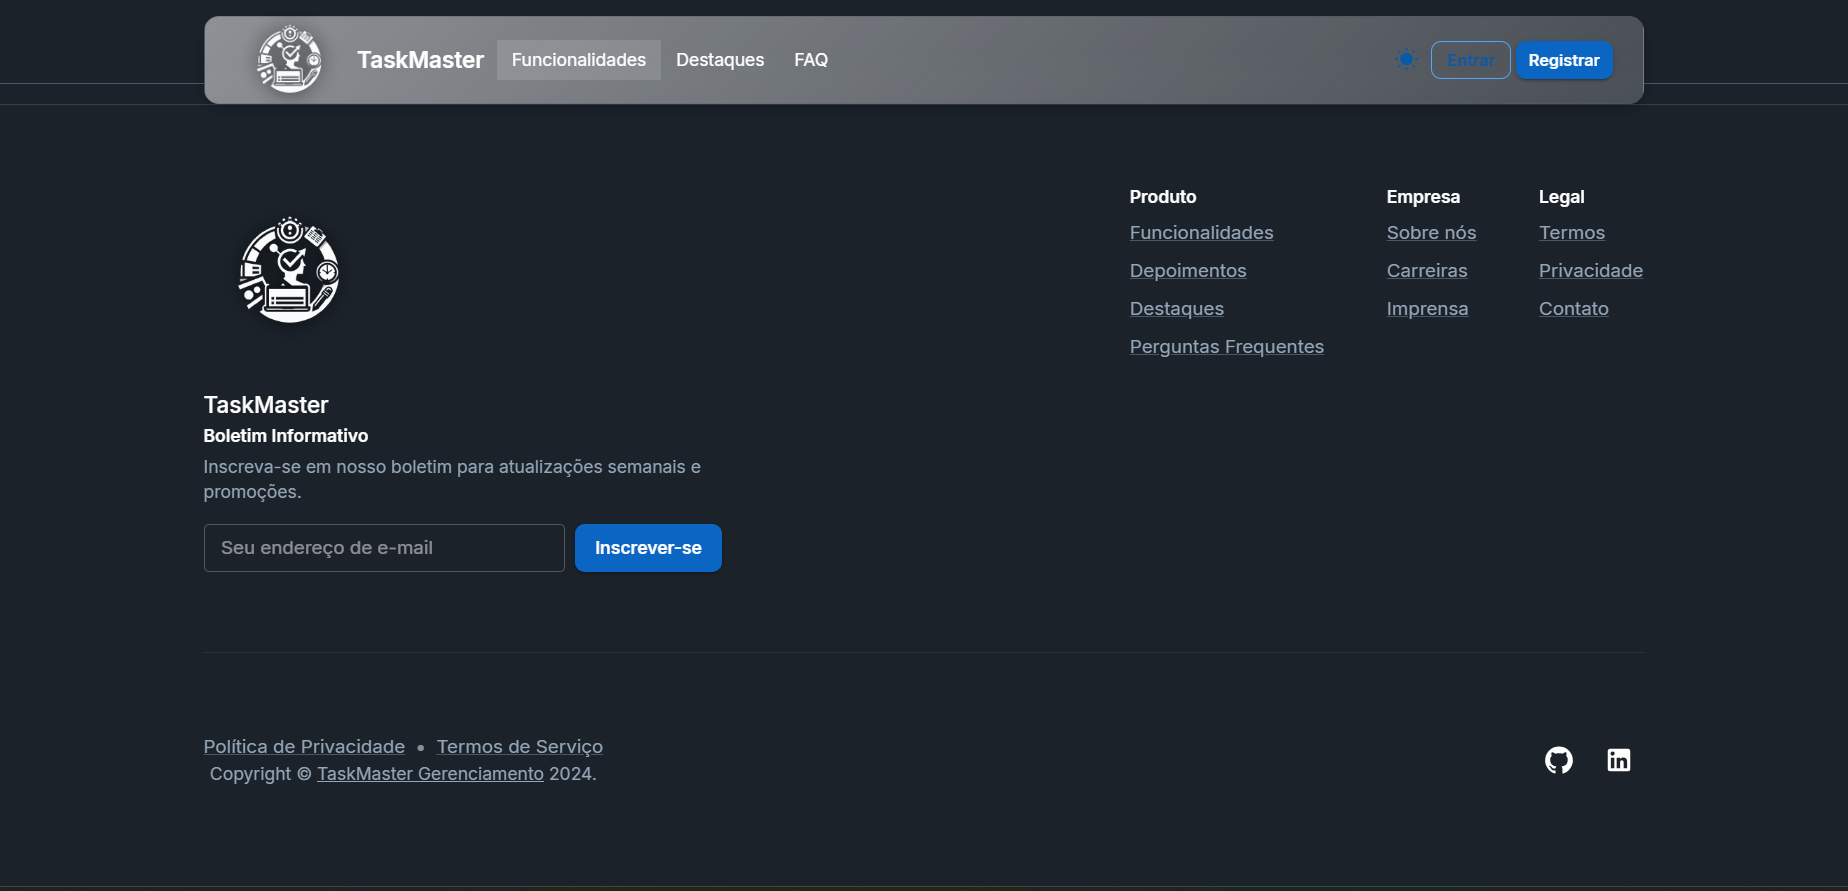 TaskMaster Funcionalidades Destaques FAQ Entrar Registrar
Produto
Funcionalidades
Depoimentos
Destaques
Perguntas Frequentes
Empresa
Sobre nós
Carreiras
Imprensa
Legal
Termos
Privacidade
Contato
TaskMaster
Boletim Informativo
Inscreva-se em nosso boletim para atualizações semanais e
promoções.
Seu endereço de e-mail
Inscrever-se
Política de Privacidade • Termos de Serviço
Copyright © TaskMaster Gerenciamento 2024.